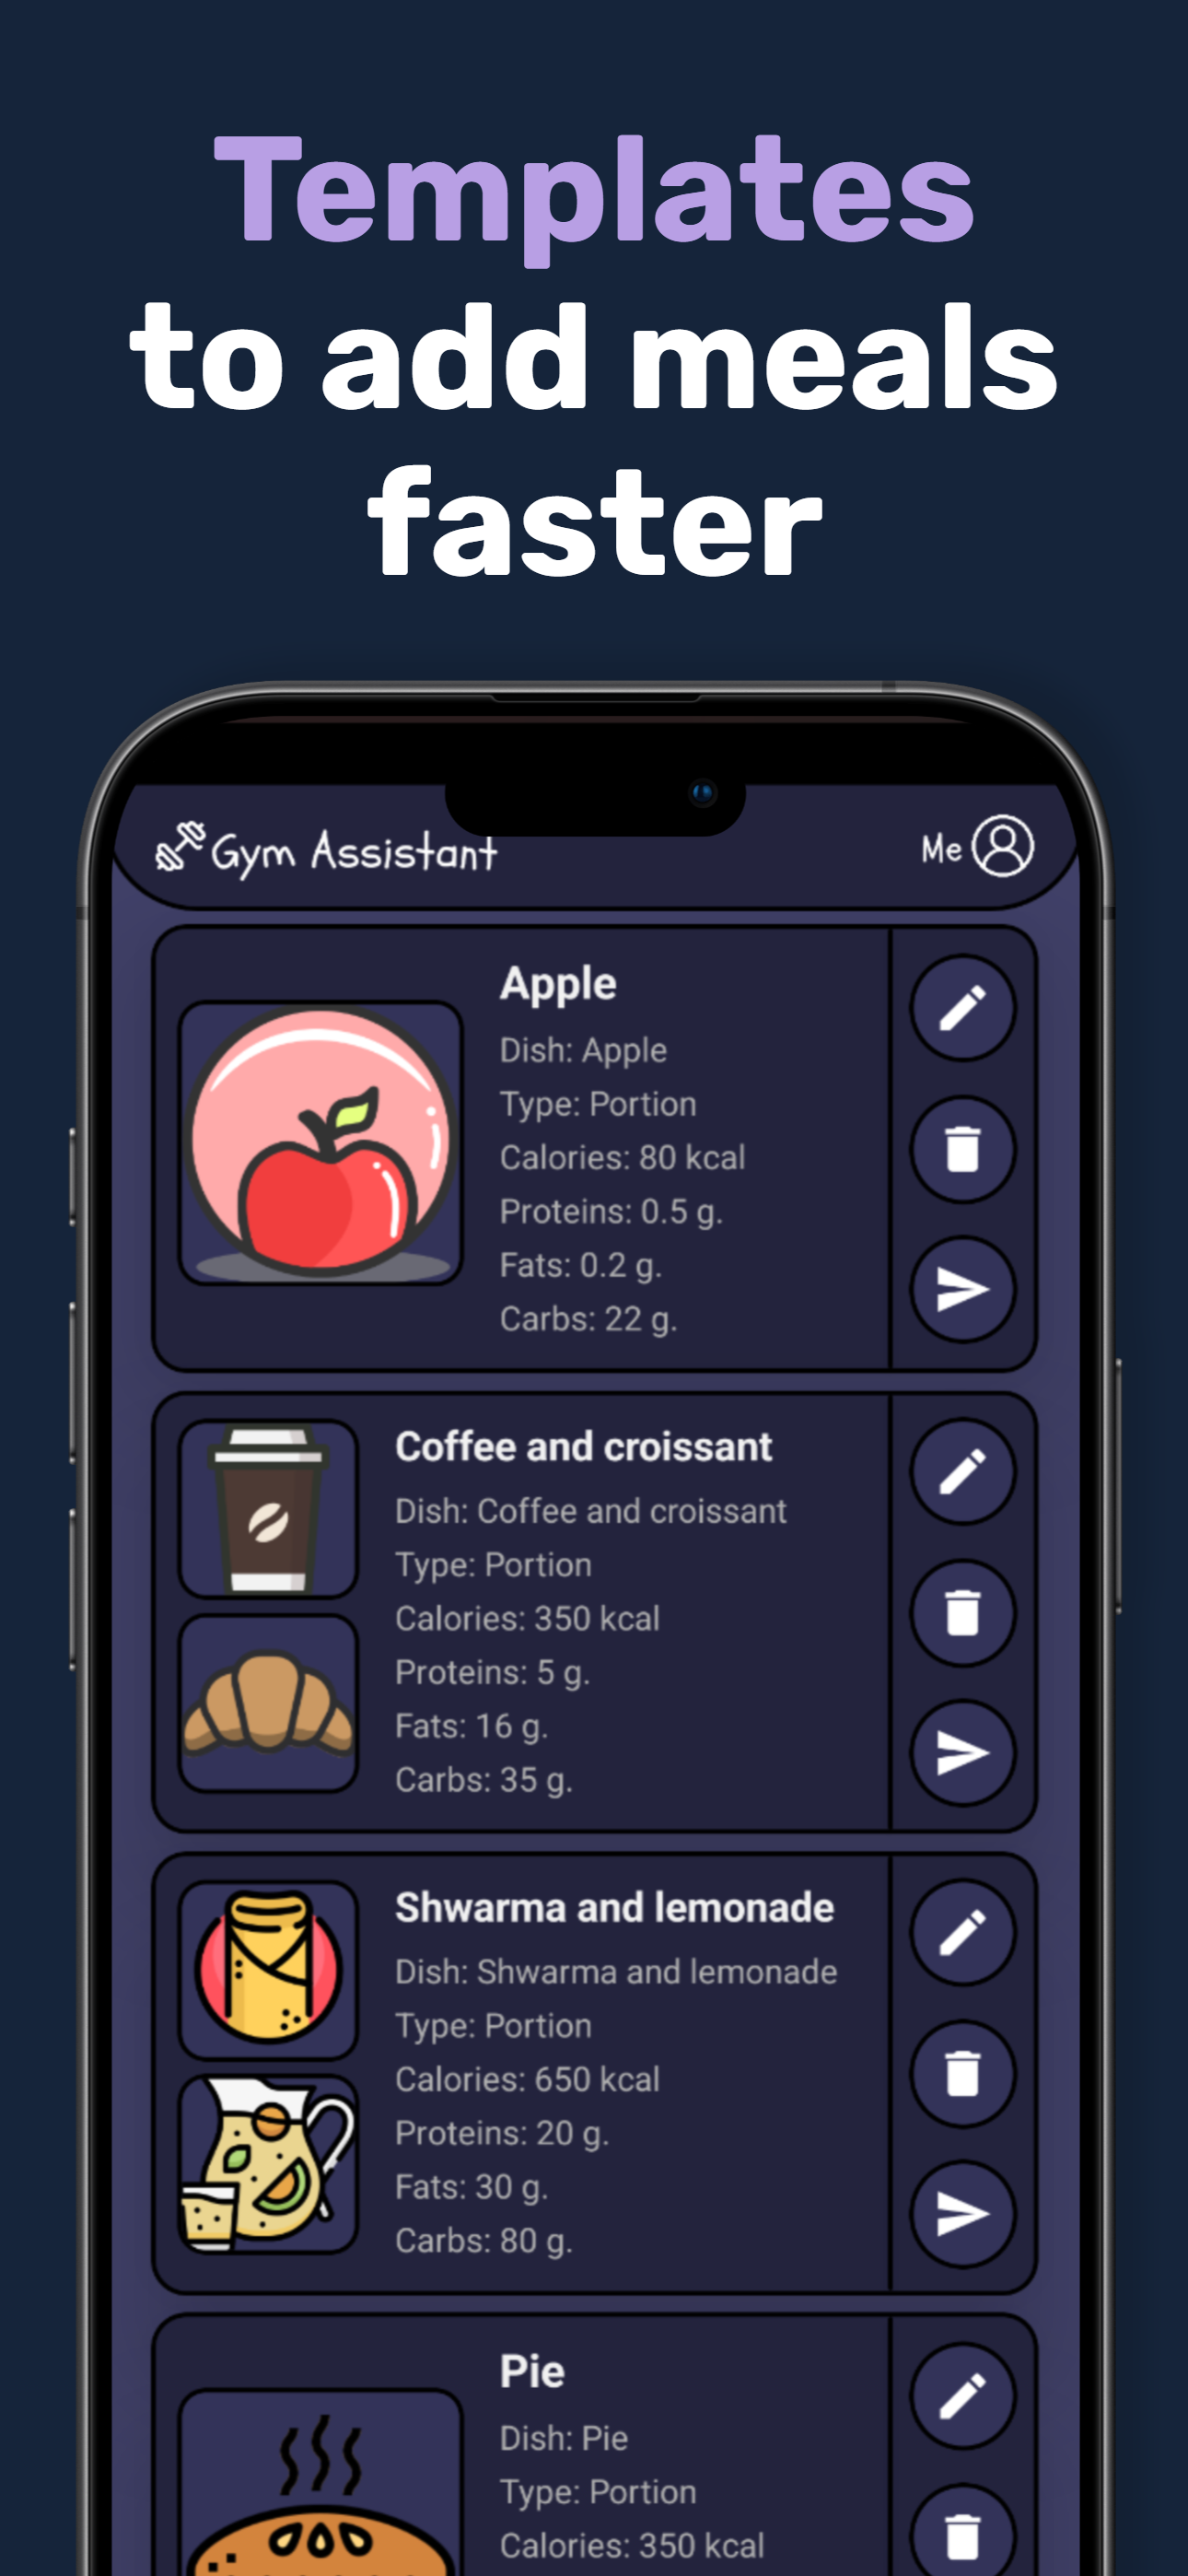 Templates
to add meals
faster
Gym Assistant
Me
Apple
Dish: Apple
Type: Portion
Calories: 80 kcal
Proteins: 0.5 g.
Fats: 0.2 g.
Carbs: 22 g.
Coffee and croissant
Dish: Coffee and croissant
Type: Portion
Calories: 350 kcal
Proteins: 5 g.
Fats: 16 g.
Carbs: 35 g.
Shwarma and lemonade
Dish: Shwarma and lemonade
Type: Portion
Calories: 650 kcal
Proteins: 20 g.
Fats: 30 g.
Carbs: 80 g.
Pie
Dish: Pie
Type: Portion
Calories: 350 kcal